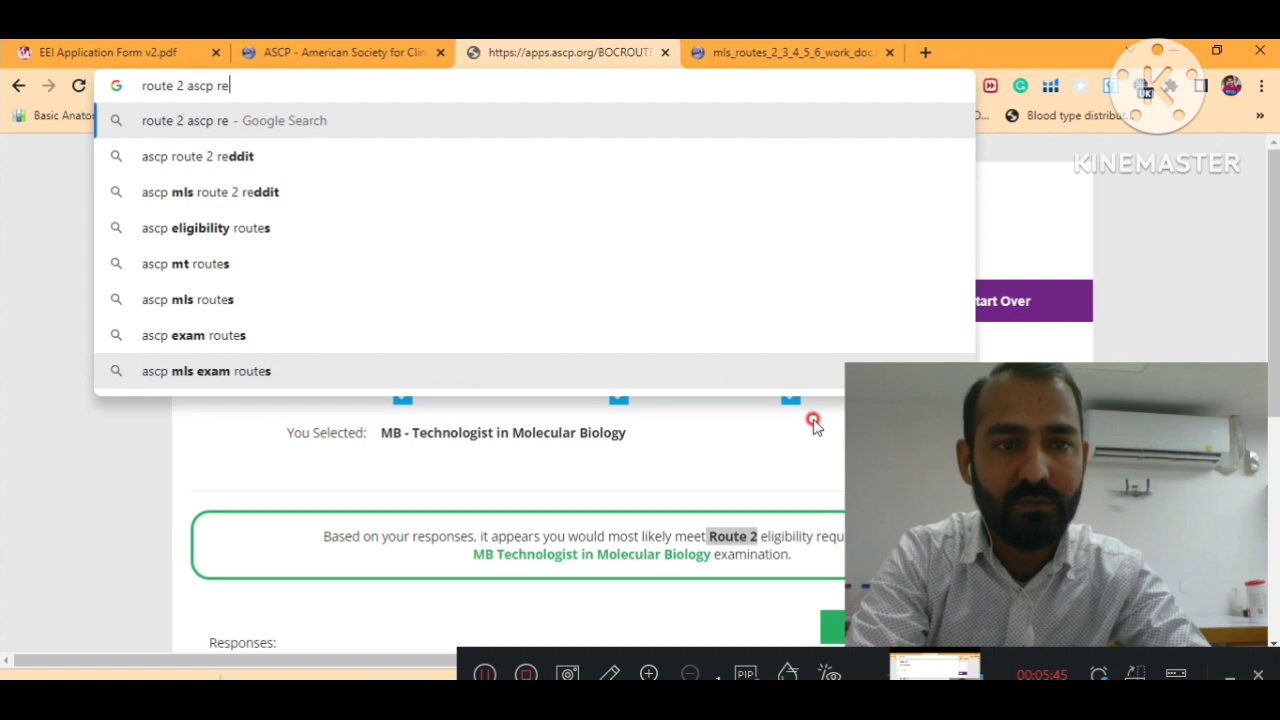 EEI Application Form v2.pdf
ASCP - American Society for Clin
https://apps.ascp.org/BOCROUTE
mls_routes_2_3_4_5_6_work_doc.
route 2 ascp re
UK
Basic Anato
Blood type distribut...
»
route 2 ascp re - Google Search
KINEMASTER
ascp route 2 reddit
ascp mls route 2 reddit
ascp eligibility routes
ascp mt routes
ascp mls routes
tart Over
ascp exam routes
ascp mls exam routes
You Selected: MB - Technologist in Molecular Biology
Based on your responses, it appears you would most likely meet Route 2 eligibility requ
MB Technologist in Molecular Biology examination.
Responses:
PIP
00:05:45